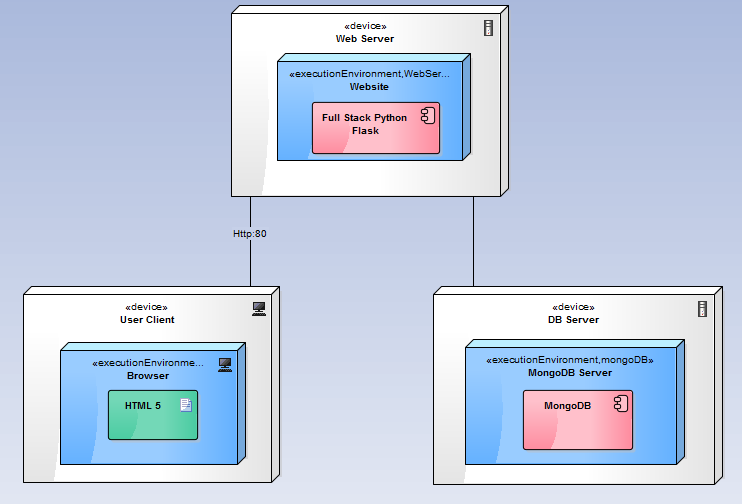 «device»
Web Server
«executionEnvironment,WebSer...
Website
Full Stack Python
Flask
Http:80
«device»
User Client
«executionEnvironme...
Browser
HTML 5
«device»
DB Server
«executionEnvironment,mongoDB»
MongoDB Server
MongoDB